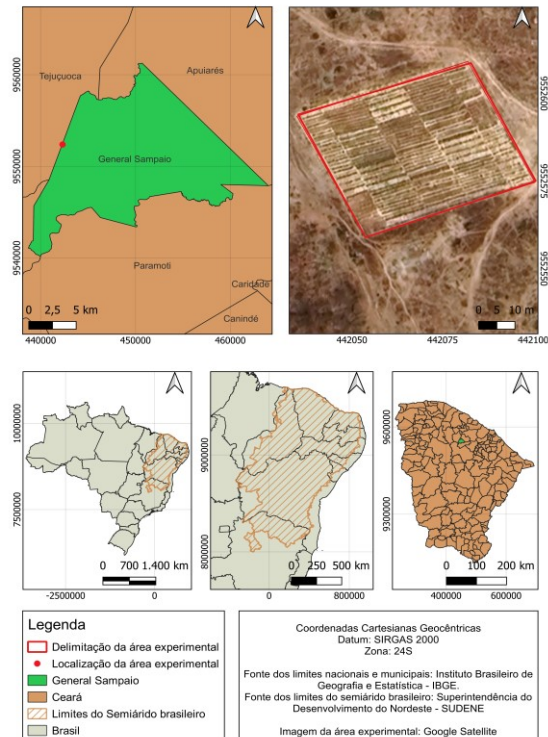 Tejuçuoca
Apuiarés
General Sampaio
Paramoti
Caridade
Canindé
9560000
9550000
9540000
0 2,5 5 km
440000 450000 460000
9552600
9552575
9552550
0 5 10 m
442050 442075 442100
10000000
7500000
0 700 1.400 km
-2500000 0
9000000
8000000
0 250 500 km
0 800000
9600000
9300000
0 100 200 km
400000 600000
Legenda
Delimitação da área experimental
Localização da área experimental
General Sampaio
Ceará
Limites do Semiárido brasileiro
Brasil
Coordenadas Cartesianas Geocêntricas
Datum: SIRGAS 2000
Zona: 24S
Fonte dos limites nacionais e municipais: Instituto Brasileiro de
Geografia e Estatística - IBGE.
Fonte dos limites do semiárido brasileiro: Superintendência do
Desenvolvimento do Nordeste - SUDENE
Imagem da área experimental: Google Satellite